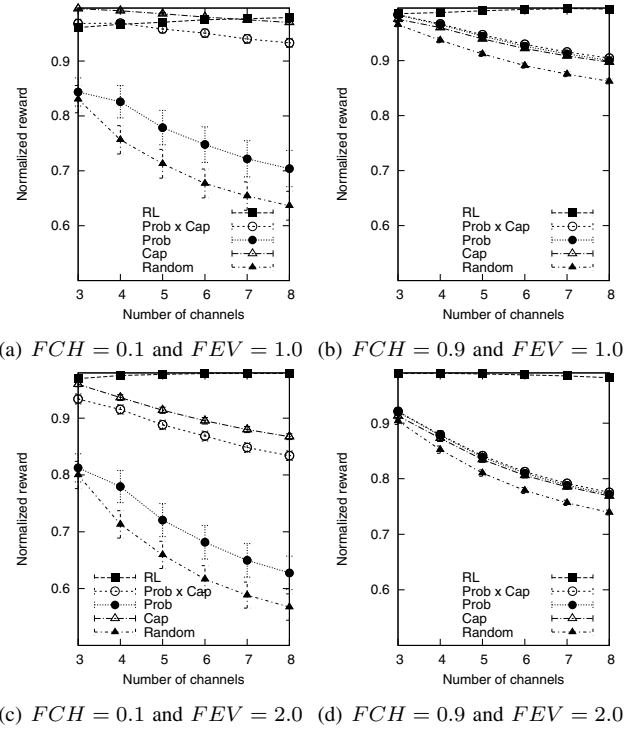 Normalized reward
0.9
0.8
0.7
0.6
RL
Prob x Cap
Prob
Cap
Random
3 4 5 6 7 8
Number of channels
(a) FCH = 0.1 and FEV = 1.0
Normalized reward
0.9
0.8
0.7
0.6
RL
Prob x Cap
Prob
Cap
Random
3 4 5 6 7 8
Number of channels
(b) FCH = 0.9 and FEV = 1.0
Normalized reward
0.9
0.8
0.7
0.6
RL
Prob x Cap
Prob
Cap
Random
3 4 5 6 7 8
Number of channels
(c) FCH = 0.1 and FEV = 2.0
Normalized reward
0.9
0.8
0.7
0.6
RL
Prob x Cap
Prob
Cap
Random
3 4 5 6 7 8
Number of channels
(d) FCH = 0.9 and FEV = 2.0